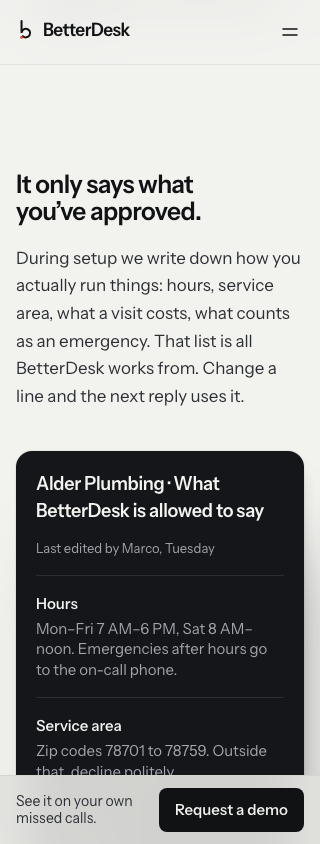 BetterDesk
It only says what
you’ve approved.
During setup we write down how you
actually run things: hours, service
area, what a visit costs, what counts
as an emergency. That list is all
BetterDesk works from. Change a
line and the next reply uses it.
Alder Plumbing · What
BetterDesk is allowed to say
Last edited by Marco, Tuesday
Hours
Mon–Fri 7 AM–6 PM, Sat 8 AM–
noon. Emergencies after hours go
to the on-call phone.
Service area
Zip codes 78701 to 78759. Outside
that, decline politely.
See it on your own
missed calls.
Request a demo